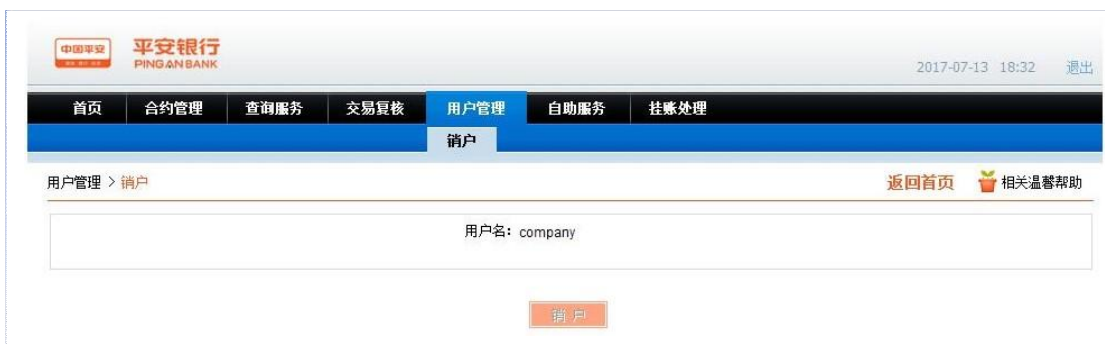 中国平安
平安银行
PINGAN BANK
2017-07-13 18:32 退出
首页 合约管理 查询服务 交易复核 用户管理 自助服务 挂账处理
销户
用户管理 > 销户 返回首页 相关温馨帮助
用户名: company
销 户